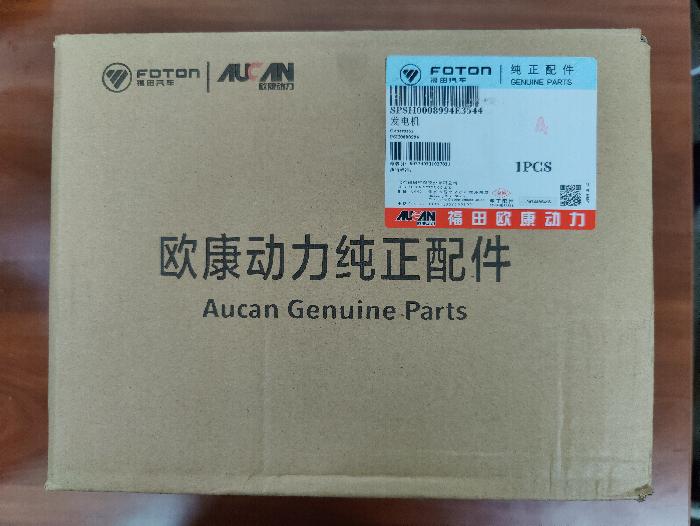 FOTON
福田汽车
AUCAN
欧康动力
FOTON
福田汽车
纯正配件
GENUINE PARTS
SPSH0008994E3544
发电机
1PCS
AUCAN
福田欧康动力
欧康动力纯正配件
Aucan Genuine Parts